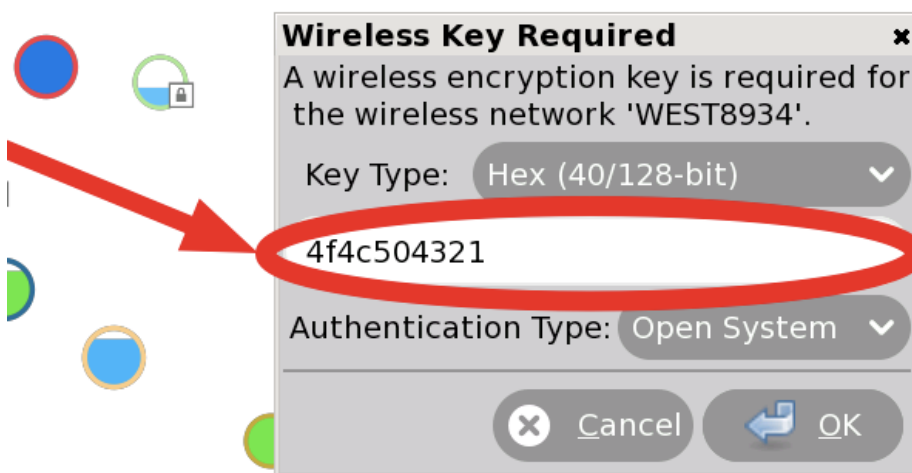 Wireless Key Required
A wireless encryption key is required for
the wireless network 'WEST8934'.
Key Type: Hex (40/128-bit)
4f4c504321
Authentication Type: Open System
Cancel OK